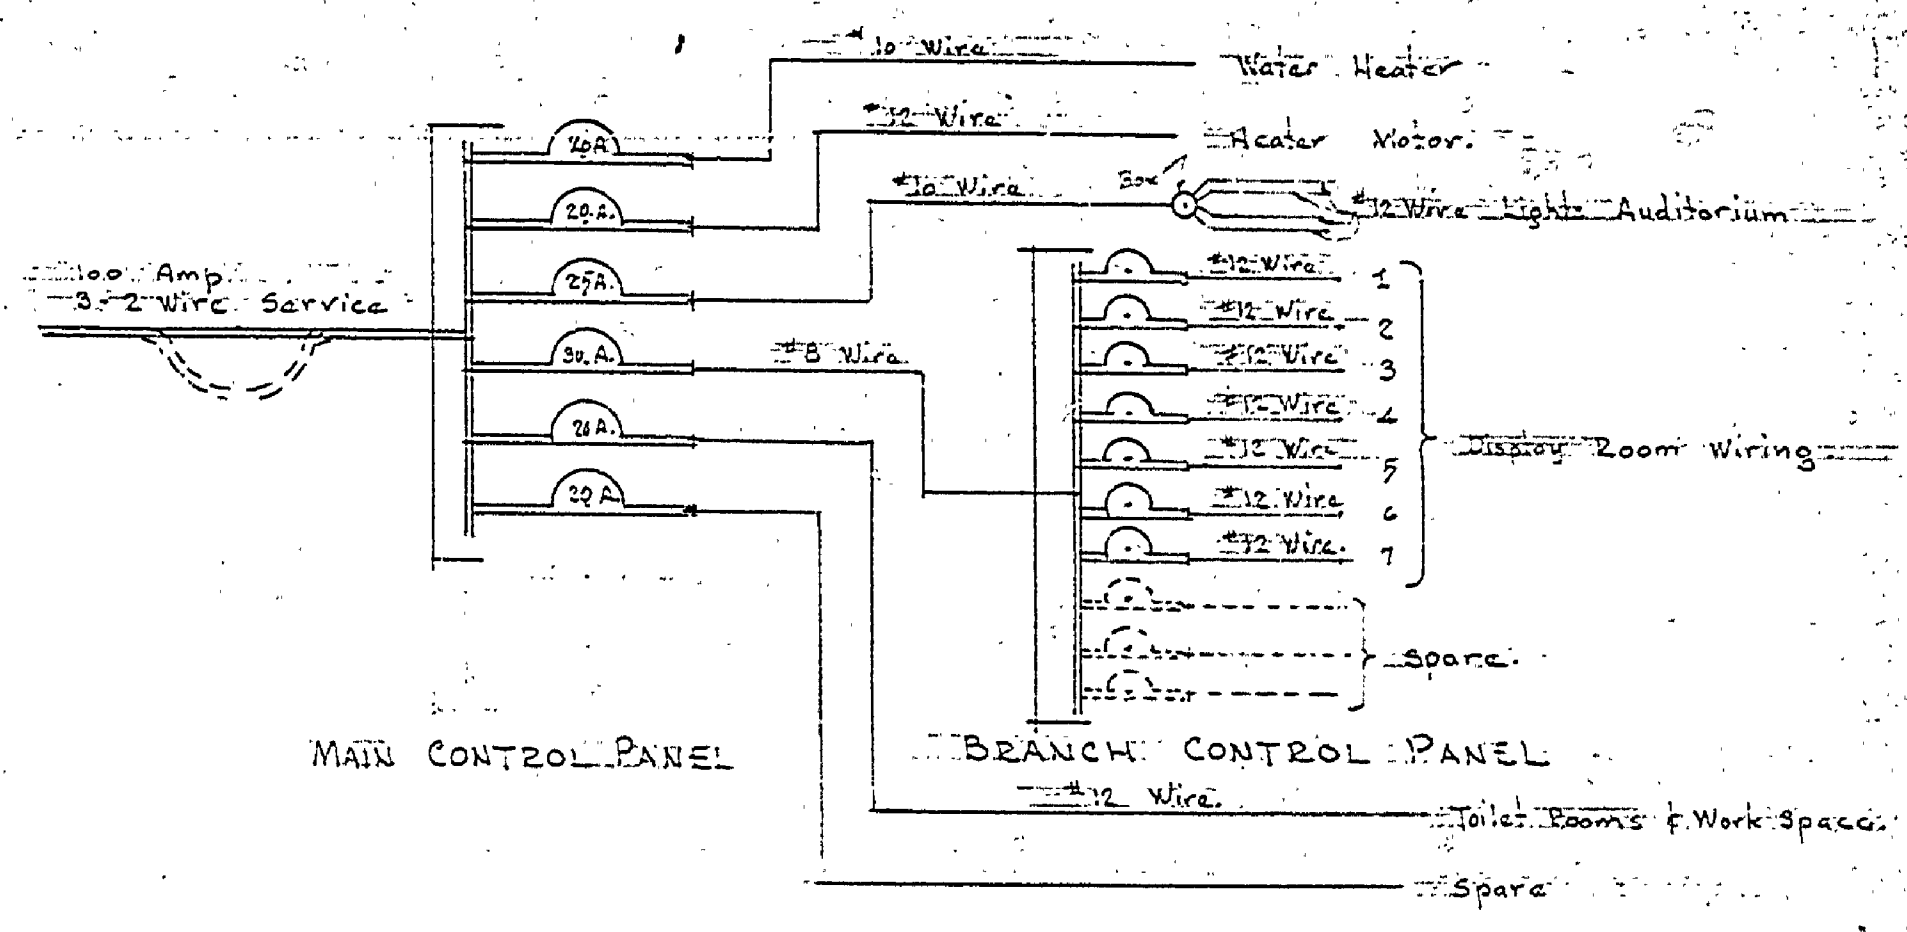 #10 Wire
Water Heater
#12 Wire
Heater Motor.
20A
20.A.
#10 Wire
Box
#12 Wire Lights Auditorium
25A.
100 Amp
3-2 Wire Service
30.A.
#8 Wire
20A.
20A
#12 Wire 1
#12 Wire 2
#12 Wire 3
#12 Wire 4
#12 Wire 5
#12 Wire 6
#12 Wire. 7
Display Room Wiring
Spare.
MAIN CONTROL PANEL
BRANCH CONTROL PANEL
#12 Wire.
Toilet Rooms & Work Space.
Spare